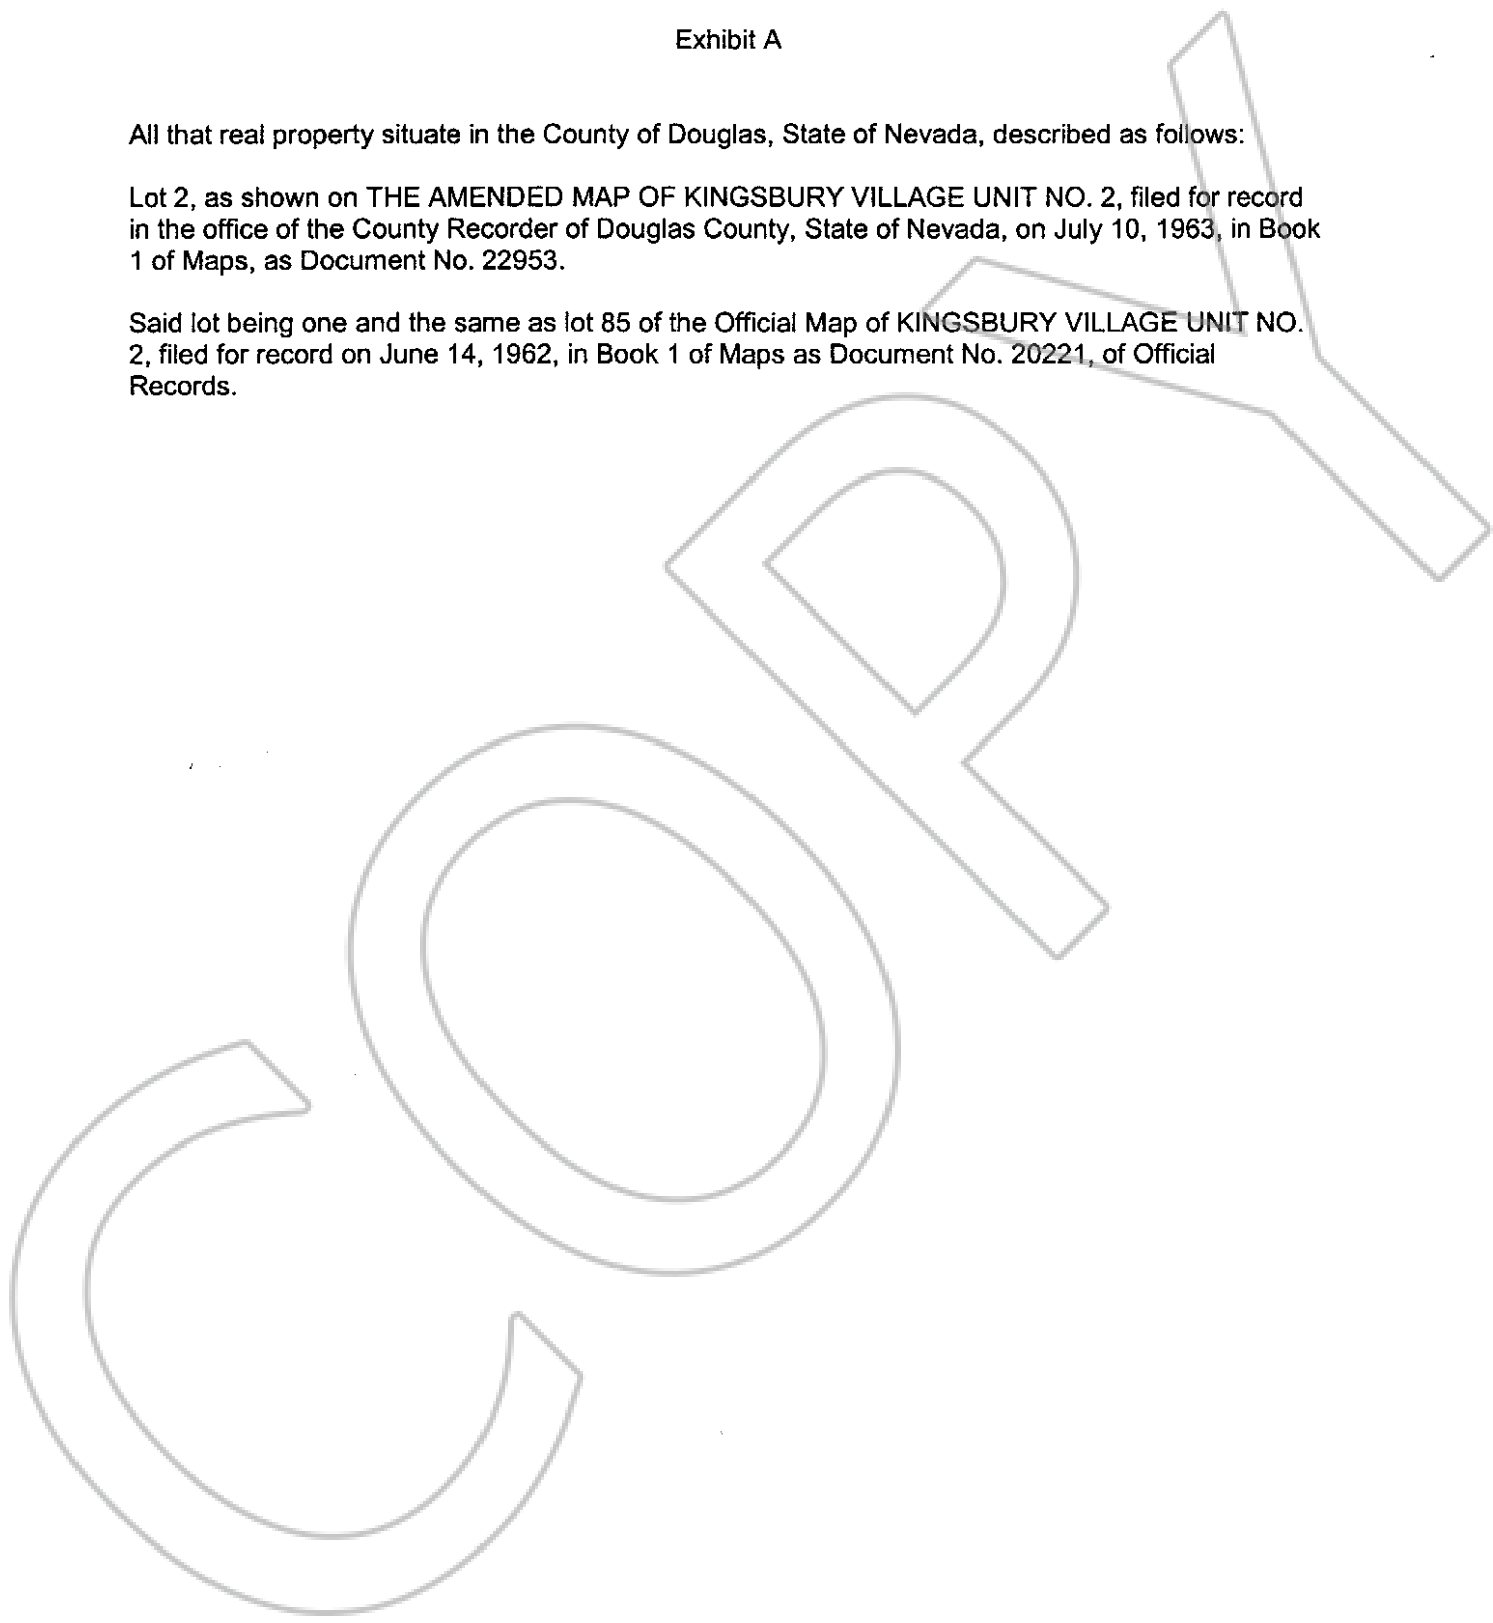 Exhibit A
All that real property situate in the County of Douglas, State of Nevada, described as follows:
Lot 2, as shown on THE AMENDED MAP OF KINGSBURY VILLAGE UNIT NO. 2, filed for record
in the office of the County Recorder of Douglas County, State of Nevada, on July 10, 1963, in Book
1 of Maps, as Document No. 22953.
Said lot being one and the same as lot 85 of the Official Map of KINGSBURY VILLAGE UNIT NO.
2, filed for record on June 14, 1962, in Book 1 of Maps as Document No. 20221, of Official
Records.
COPY